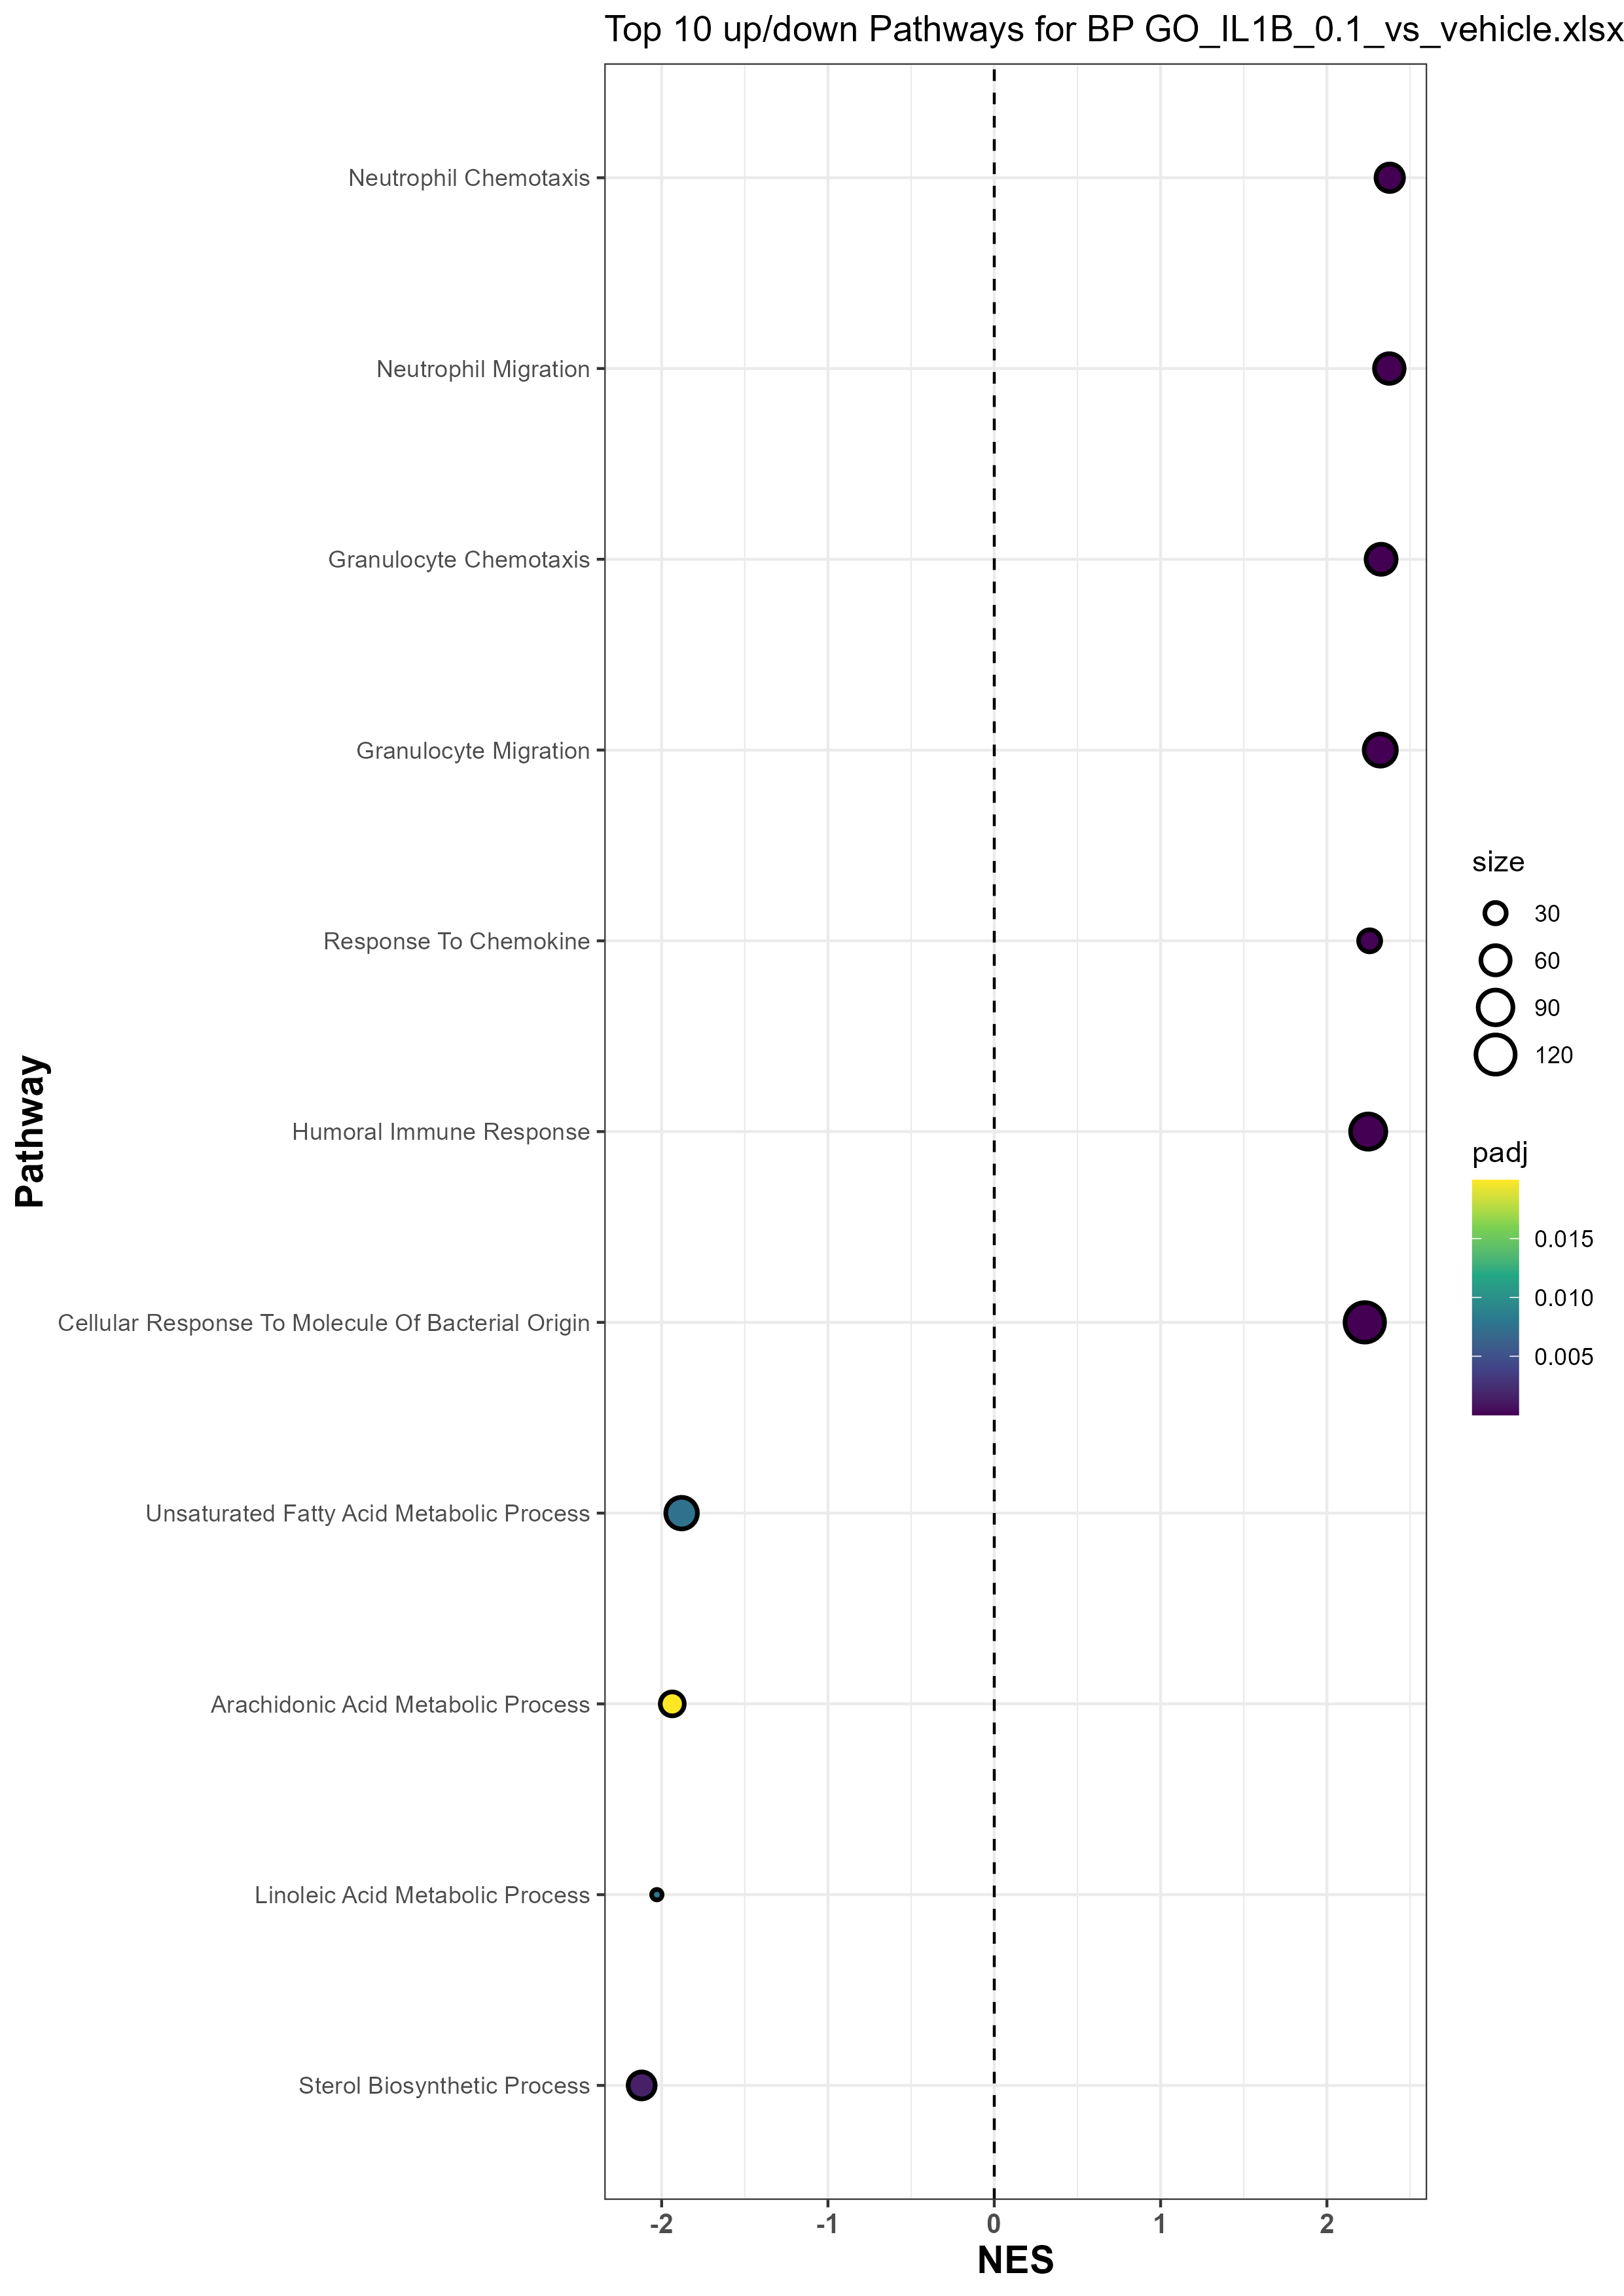 Top 10 up/down Pathways for BP GO_IL1B_0.1_vs_vehicle.xlsx
Pathway
Neutrophil Chemotaxis
Neutrophil Migration
Granulocyte Chemotaxis
Granulocyte Migration
Response To Chemokine
Humoral Immune Response
Cellular Response To Molecule Of Bacterial Origin
Unsaturated Fatty Acid Metabolic Process
Arachidonic Acid Metabolic Process
Linoleic Acid Metabolic Process
Sterol Biosynthetic Process
-2 -1 0 1 2
NES
size
30
60
90
120
padj
0.015
0.010
0.005